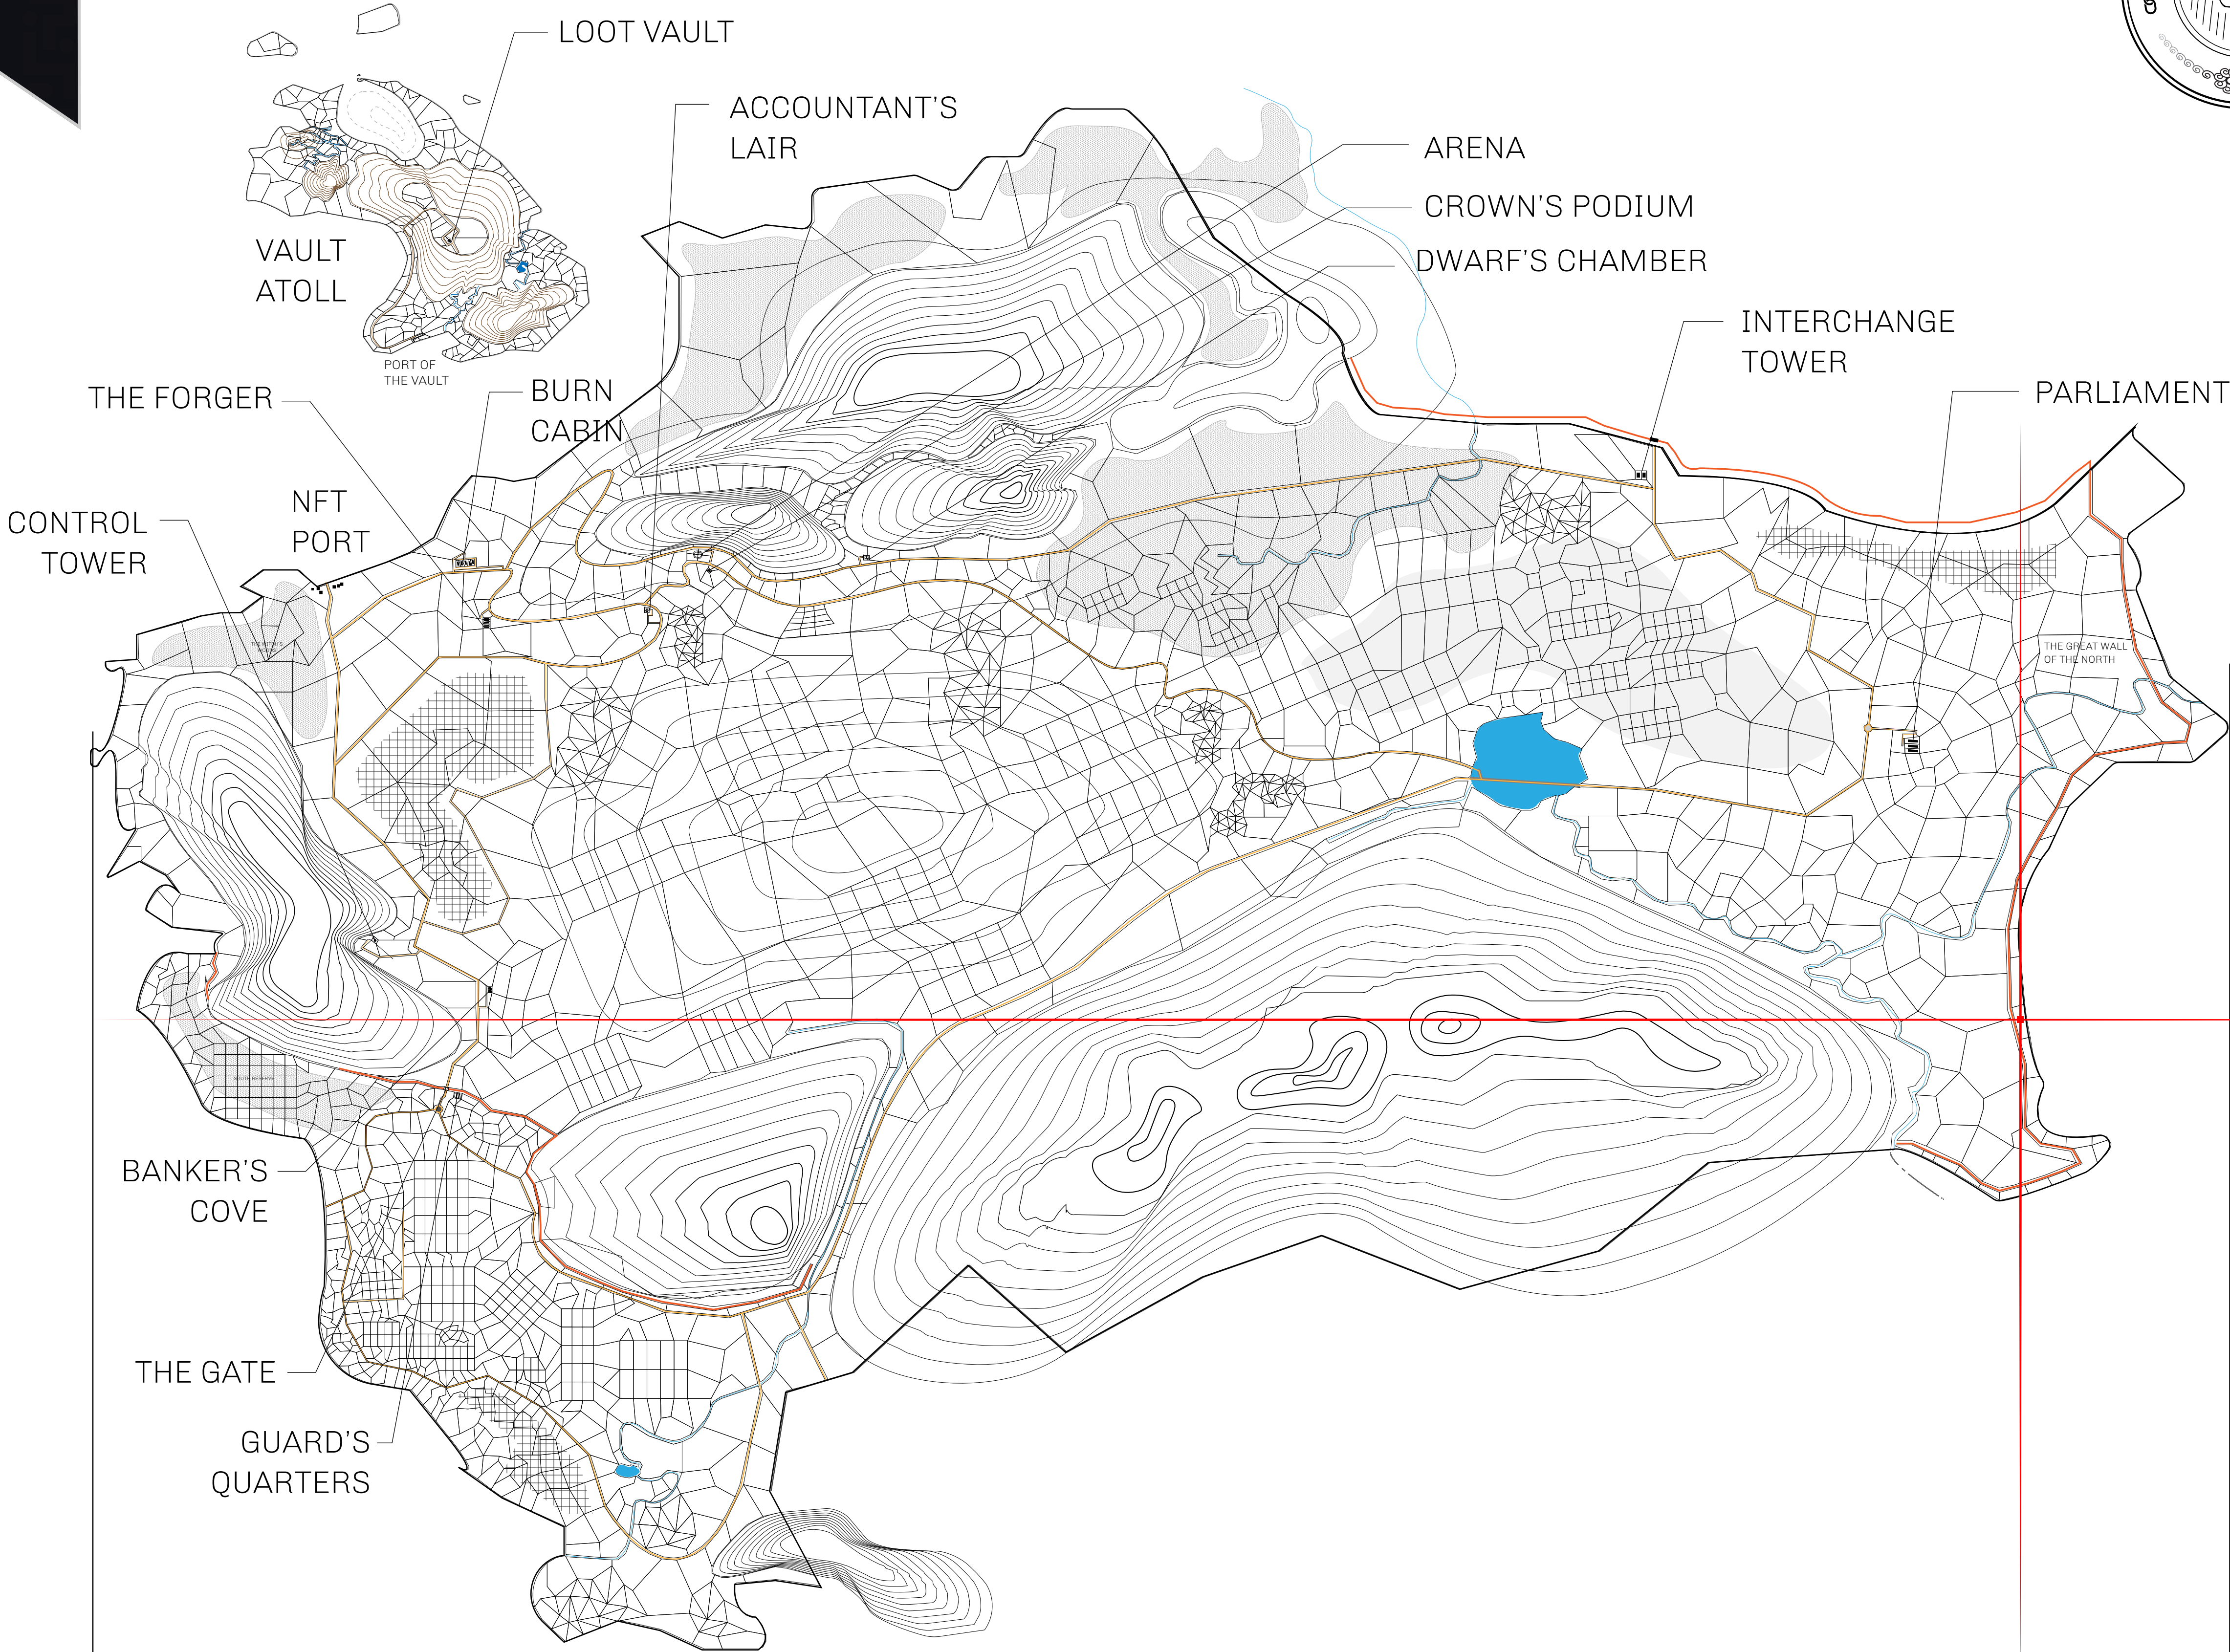 LOOT VAULT
ACCOUNTANT'S
LAIR
ARENA
CROWN'S PODIUM
DWARF'S CHAMBER
VAULT
ATOLL
INTERCHANGE
TOWER
PORT OF
THE VAULT
PARLIAMENT
THE FORGER
BURN
CABIN
NFT
PORT
CONTROL
TOWER
THE GREAT WALL
OF THE NORTH
SOUTH RESERVE
BANKER'S
COVE
THE GATE
GUARD'S
QUARTERS